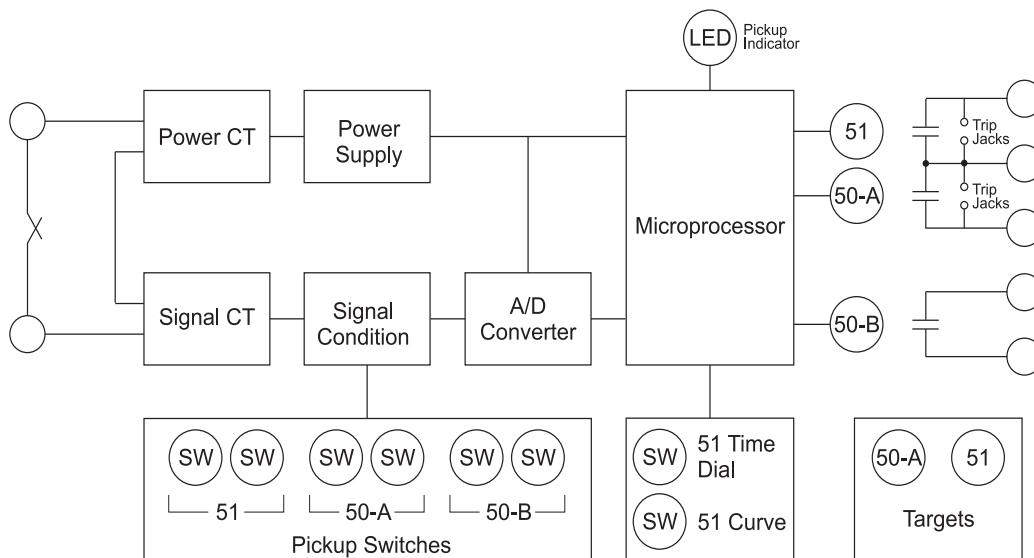 LED
Pickup
Indicator
Power CT
Power
Supply
Microprocessor
51
50-A
Trip
Jacks
Trip
Jacks
Signal CT
Signal
Condition
A/D
Converter
50-B
SW SW SW SW SW SW
51 50-A 50-B
Pickup Switches
SW 51 Time
Dial
SW 51 Curve
50-A 51
Targets